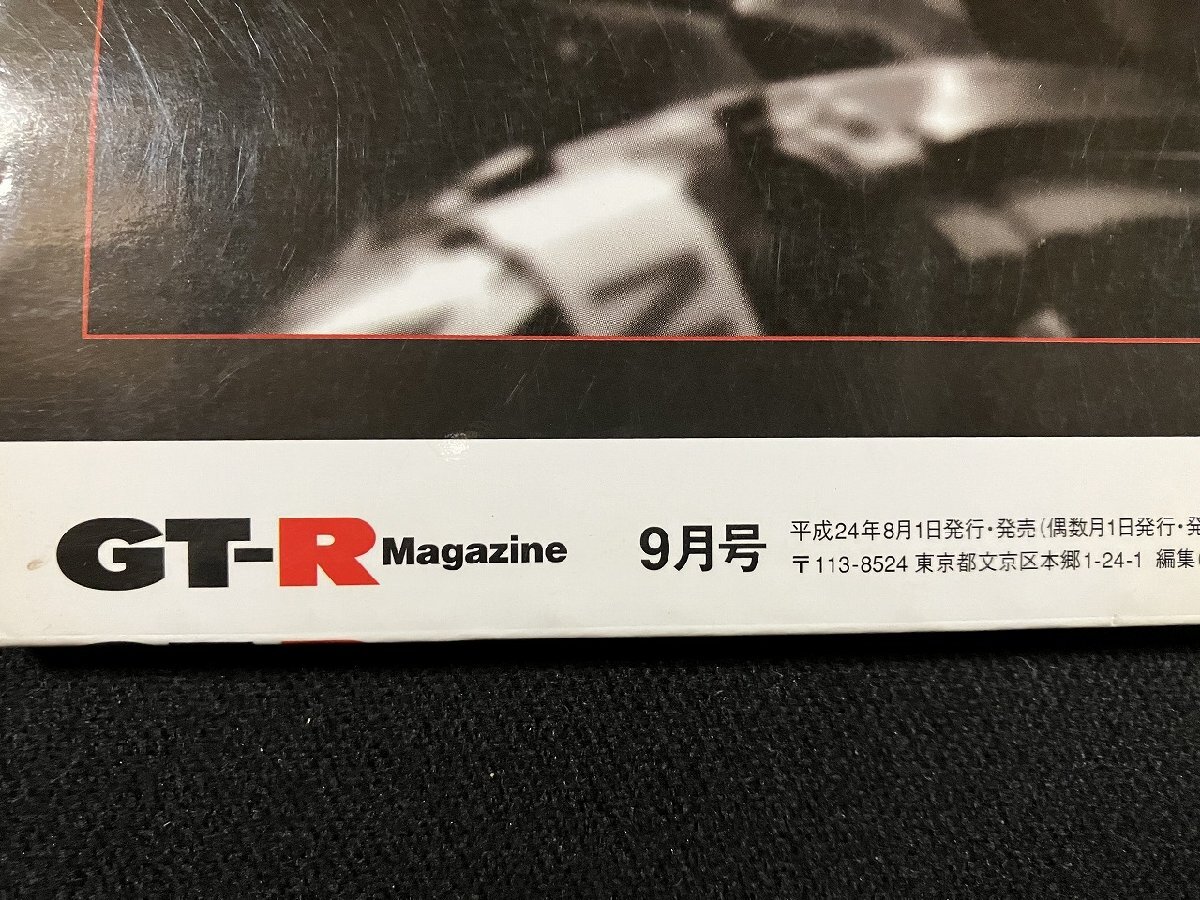 GT-R Magazine 9月号
平成24年8月1日発行・発売(偶数月1日発行・発
〒113-8524 東京都文京区本郷1-24-1 編集(